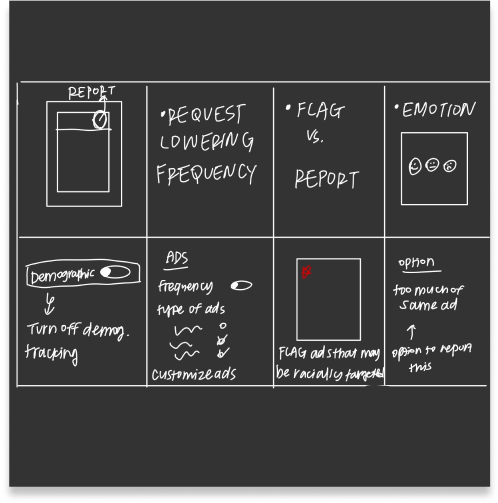 REPORT
•REQUEST
LOWERING
FREQUENCY
•FLAG
VS.
REPORT
•EMOTION
Demographic
Turn off demog.
tracking
ADS
Frequency
type of ads
Customize ads
FLAG ads that may
be racially targeted
option
too much of
same ad
option to report
this